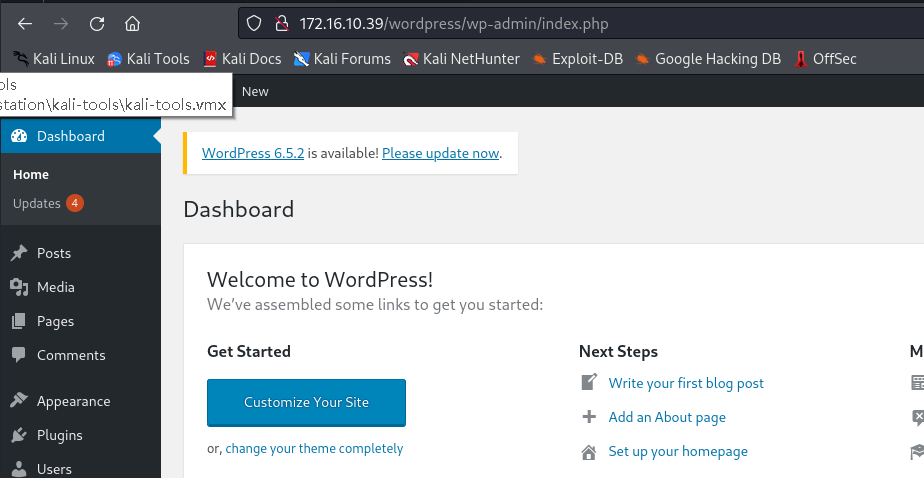 172.16.10.39/wordpress/wp-admin/index.php
Kali Linux Kali Tools Kali Docs Kali Forums Kali NetHunter Exploit-DB Google Hacking DB OffSec
ols
station\kali-tools\kali-tools.vmx
New
Dashboard
Home
Updates 4
Posts
Media
Pages
Comments
Appearance
Plugins
Users
WordPress 6.5.2 is available! Please update now.
Dashboard
Welcome to WordPress!
We've assembled some links to get you started:
Get Started
Customize Your Site
or, change your theme completely
Next Steps
Write your first blog post
Add an About page
Set up your homepage
M